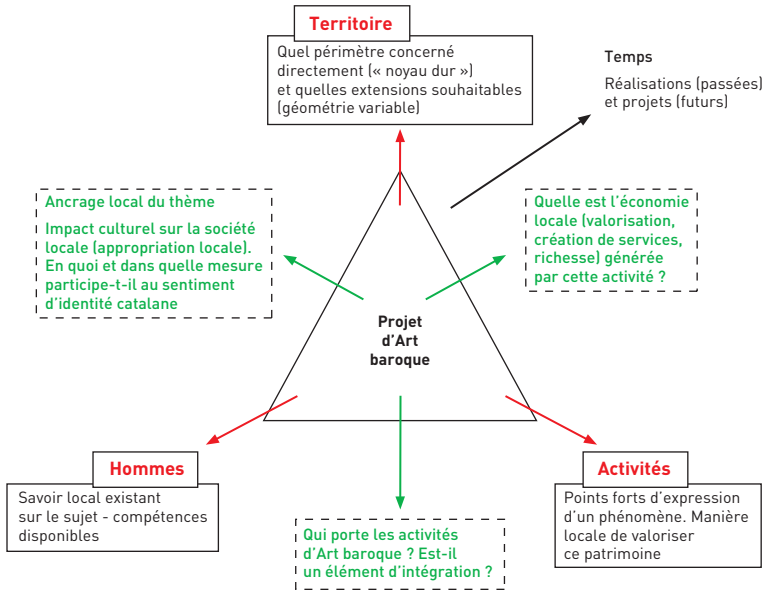 Territoire
Quel périmètre concerné
directement (« noyau dur »)
et quelles extensions souhaitables
(géométrie variable)
Temps
Réalisations (passées)
et projets (futurs)
Ancrage local du thème
Impact culturel sur la société
locale (appropriation locale).
En quoi et dans quelle mesure
participe-t-il au sentiment
d’identité catalane
Quelle est l’économie
locale (valorisation,
création de services,
richesse) générée
par cette activité ?
Projet
d’Art
baroque
Hommes
Savoir local existant
sur le sujet - compétences
disponibles
Qui porte les activités
d’Art baroque ? Est-il
un élément d’intégration ?
Activités
Points forts d’expression
d’un phénomène. Manière
locale de valoriser
ce patrimoine